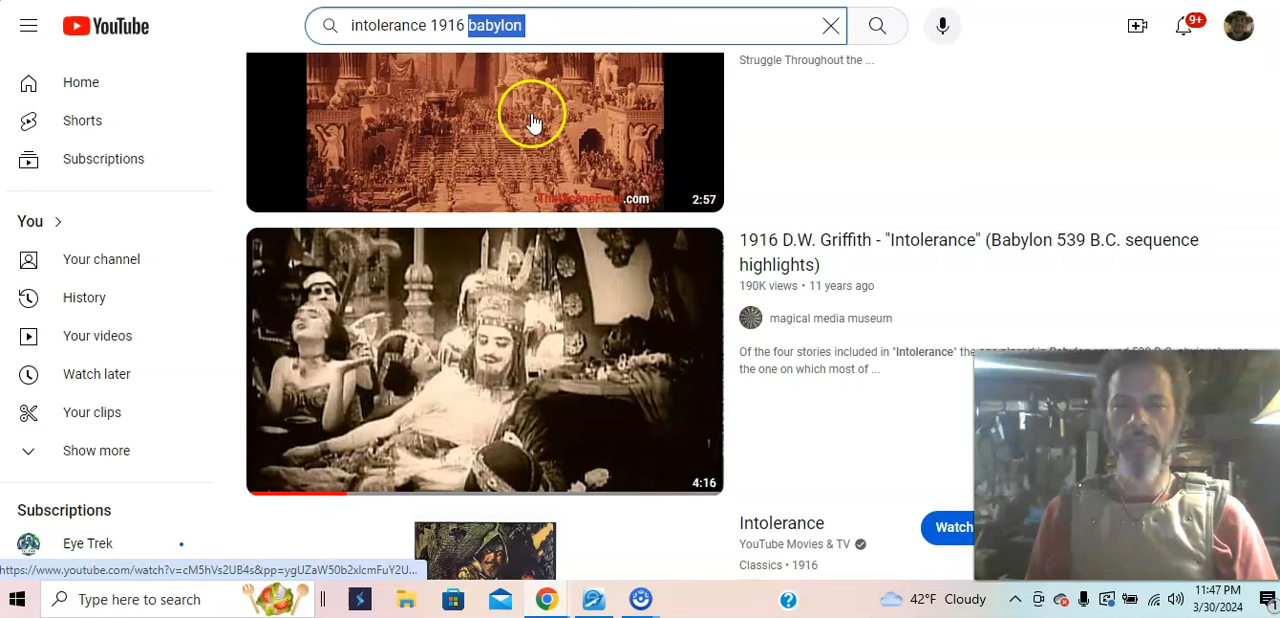 YouTube
intolerance 1916 babylon
9+
Home
Shorts
Subscriptions
You
Your channel
History
Your videos
Watch later
Your clips
Show more
Subscriptions
Eye Trek
Struggle Throughout the ...
.com
2:57
1916 D.W. Griffith - "Intolerance" (Babylon 539 B.C. sequence
highlights)
190K views • 11 years ago
magical media museum
Of the four stories included in "Intolerance" the
the one on which most of ...
4:16
Intolerance
YouTube Movies & TV
Classics • 1916
Watch
https://www.youtube.com/watch?v=cM5hVs2UB4s&pp=ygUZaW50b2xlcmFuY2U...
Type here to search
42°F Cloudy
11:47 PM
3/30/2024
1